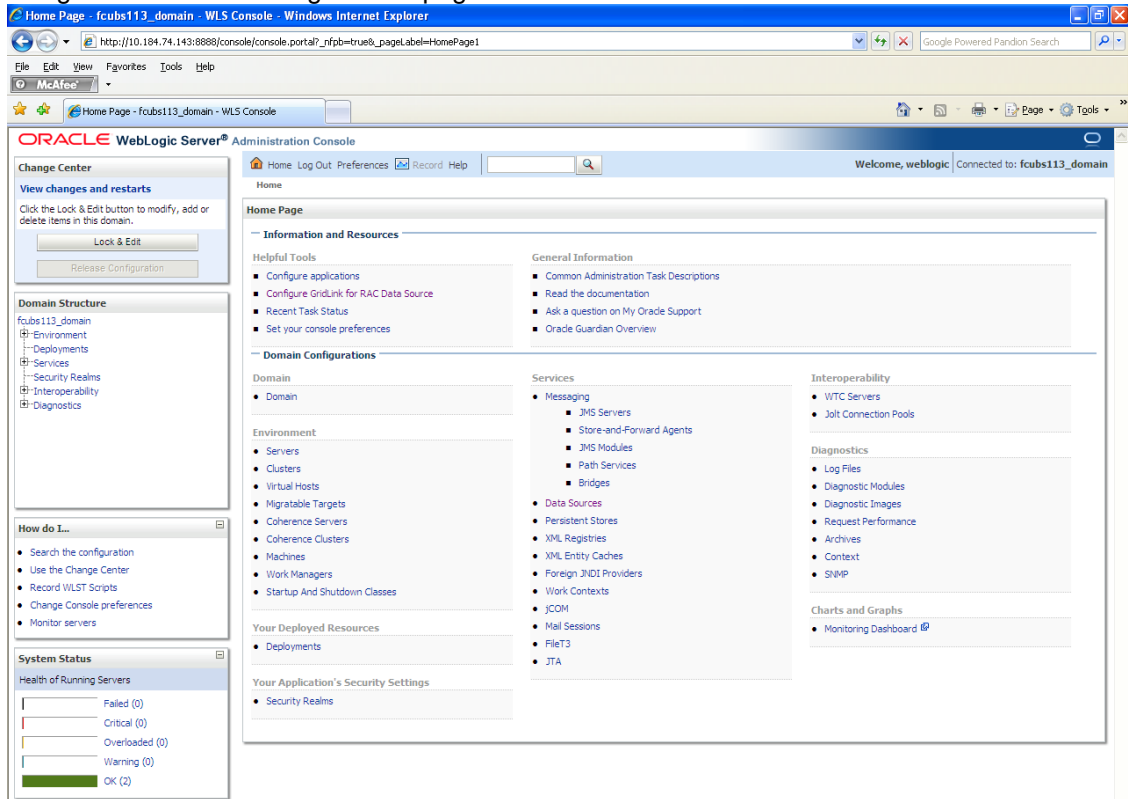 Home Page - fcubs113_domain - WLS Console - Windows Internet Explorer
http://10.184.74.143:8888/console/console.portal?_nfpb=true&_pageLabel=HomePage1
Google Powered Pandion Search
File Edit View Favorites Tools Help
McAfee
Home Page - fcubs113_domain - WLS Console
Page Tools »
ORACLE WebLogic Server® Administration Console
Change Center
View changes and restarts
Click the Lock & Edit button to modify, add or
delete items in this domain.
Lock & Edit
Release Configuration
Domain Structure
fcubs113_domain
Environment
Deployments
Services
Security Realms
Interoperability
Diagnostics
How do I...
Search the configuration
Use the Change Center
Record WLST Scripts
Change Console preferences
Monitor servers
System Status
Health of Running Servers
Failed (0)
Critical (0)
Overloaded (0)
Warning (0)
OK (2)
Home Log Out Preferences Record Help
Welcome, weblogic Connected to: fcubs113_domain
Home
Home Page
Information and Resources
Helpful Tools
Configure applications
Configure GridLink for RAC Data Source
Recent Task Status
Set your console preferences
General Information
Common Administration Task Descriptions
Read the documentation
Ask a question on My Oracle Support
Oracle Guardian Overview
Domain Configurations
Domain
Domain
Environment
Servers
Clusters
Virtual Hosts
Migratable Targets
Coherence Servers
Coherence Clusters
Machines
Work Managers
Startup And Shutdown Classes
Your Deployed Resources
Deployments
Your Application's Security Settings
Security Realms
Services
Messaging
JMS Servers
Store-and-Forward Agents
JMS Modules
Path Services
Bridges
Data Sources
Persistent Stores
XML Registries
XML Entity Caches
Foreign JNDI Providers
Work Contexts
jCOM
Mail Sessions
FileT3
JTA
Interoperability
WTC Servers
Jolt Connection Pools
Diagnostics
Log Files
Diagnostic Modules
Diagnostic Images
Request Performance
Archives
Context
SNMP
Charts and Graphs
Monitoring Dashboard